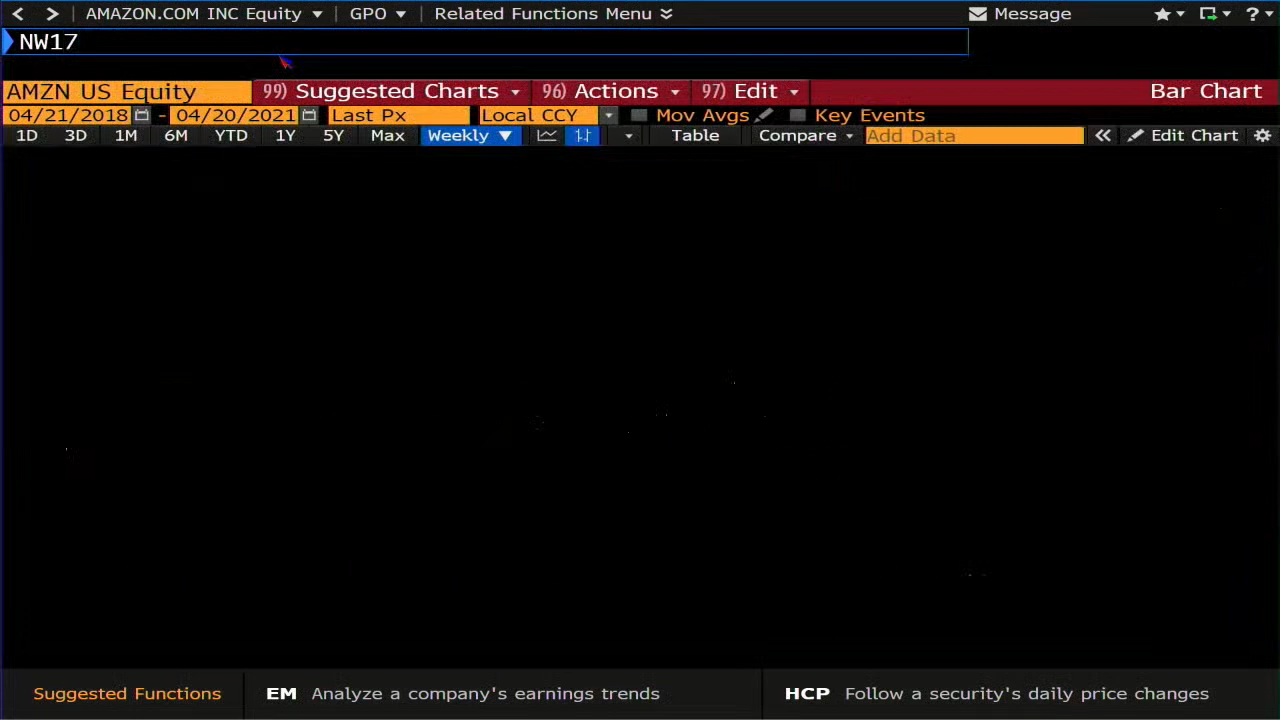 AMAZON.COM INC Equity GPO Related Functions Menu Message ?
NW17
AMZN US Equity 99) Suggested Charts 96) Actions 97) Edit Bar Chart
04/21/2018 - 04/20/2021 Last Px Local CCY Mov Avgs Key Events
1D 3D 1M 6M YTD 1Y 5Y Max Weekly Table Compare Add Data Edit Chart
Suggested Functions EM Analyze a company's earnings trends HCP Follow a security's daily price changes